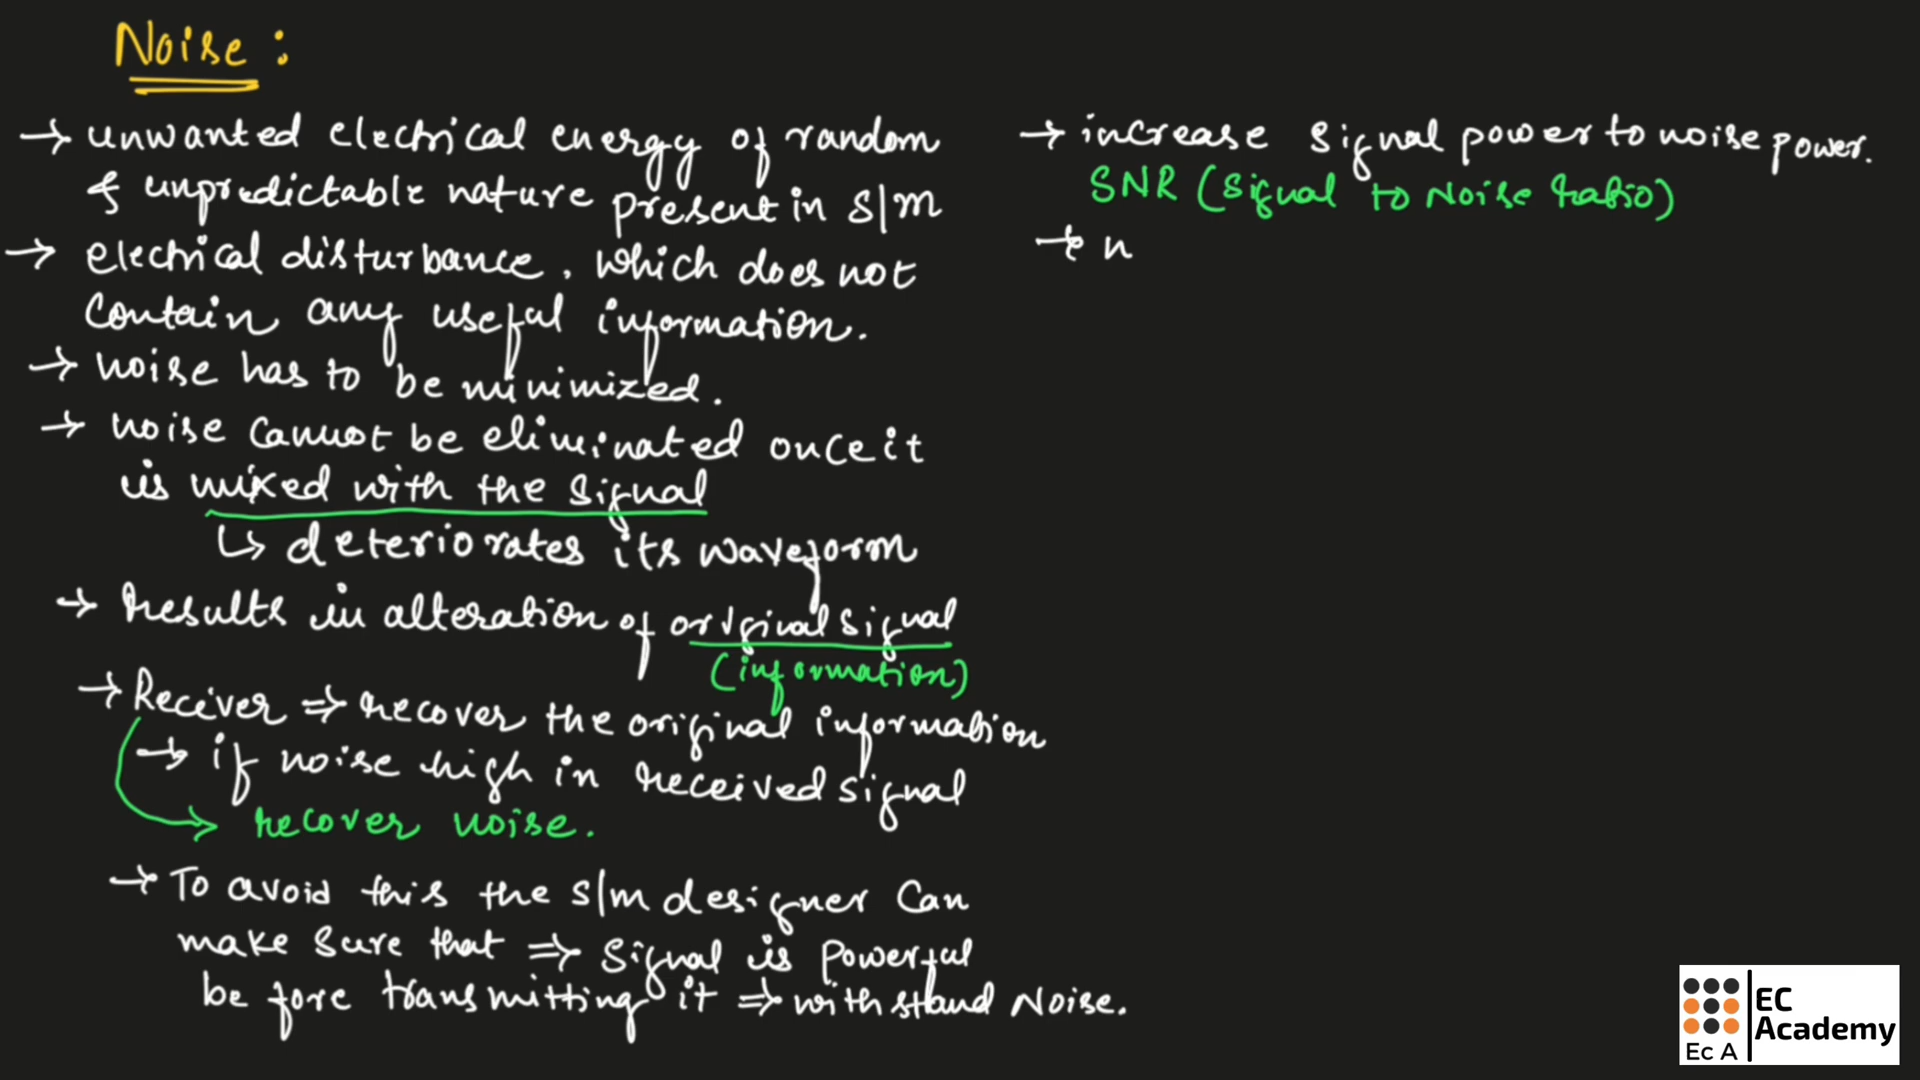 Noise :
→ unwanted electrical energy of random
& unpredictable nature present in s/m
→ electrical disturbance, which does not
contain any useful information.
→ noise has to be minimized.
→ noise cannot be eliminated once it
is mixed with the signal
↳ deteriorates its waveform
→ Results in alteration of original signal
(information)
→ Reciver ⇒ recover the original information
→ if noise high in received signal
→ recover noise.
→ To avoid this the s/m designer can
make sure that ⇒ signal is powerful
before transmitting it ⇒ withstand Noise.
→ increase signal power to noise power.
SNR (signal to Noise ratio)
→ n
EC
Academy
Ec A